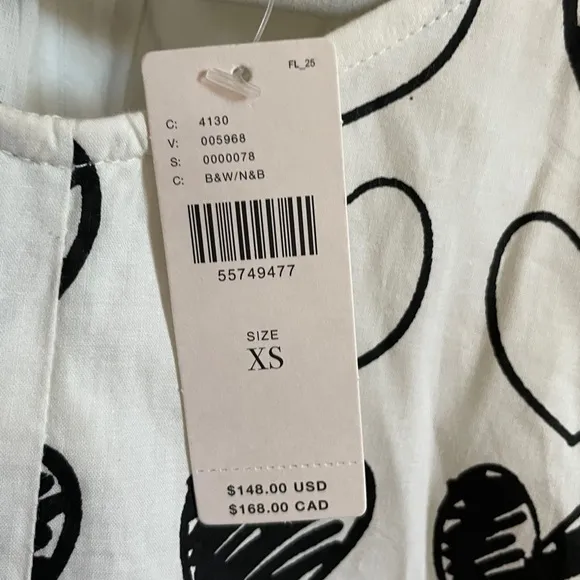 FL_25
C: 4130
V: 005968
S: 0000078
C: B&W/N&B
55749477
SIZE
XS
$148.00 USD
$168.00 CAD